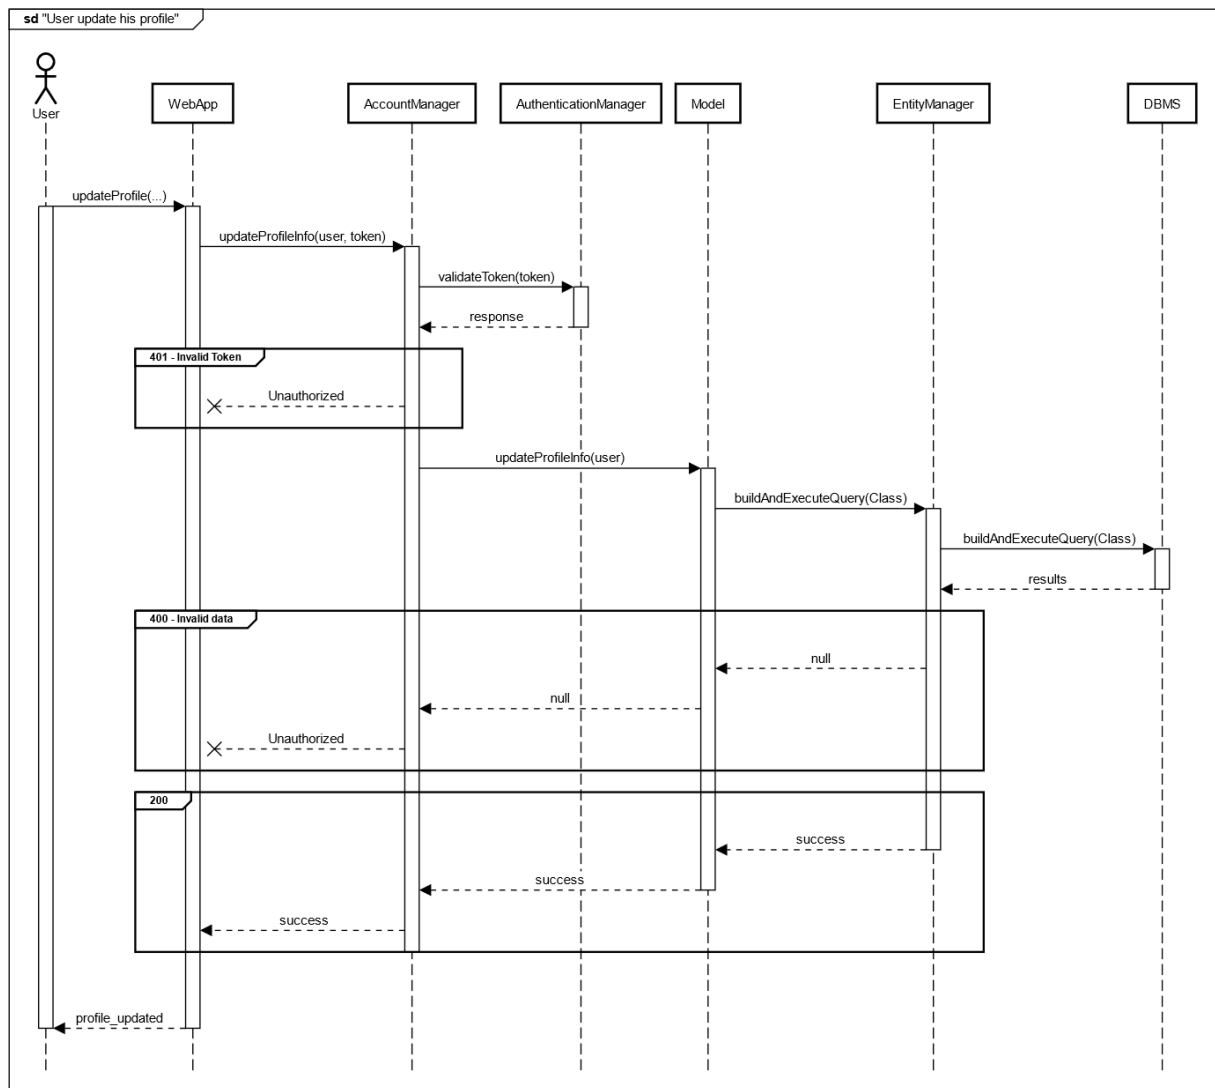 sd "User update his profile"
User
WebApp
AccountManager
AuthenticationManager
Model
EntityManager
DBMS
updateProfile(...)
updateProfileInfo(user, token)
validateToken(token)
response
401 - Invalid Token
Unauthorized
updateProfileInfo(user)
buildAndExecuteQuery(Class)
buildAndExecuteQuery(Class)
results
400 - Invalid data
null
null
Unauthorized
200
success
success
success
profile_updated